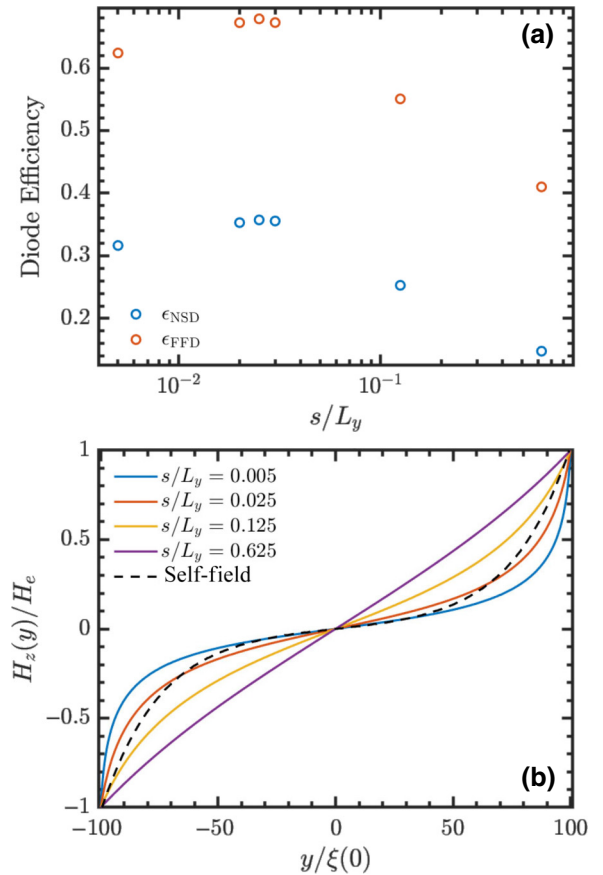 (a)
Diode Efficiency
0.6
0.5
0.4
0.3
0.2
ϵNSD
ϵFFD
10⁻² 10⁻¹
s/Ly
(b)
Hz(y)/He
1
0.5
0
−0.5
−1
s/Ly = 0.005
s/Ly = 0.025
s/Ly = 0.125
s/Ly = 0.625
Self-field
−100 −50 0 50 100
y/ξ(0)